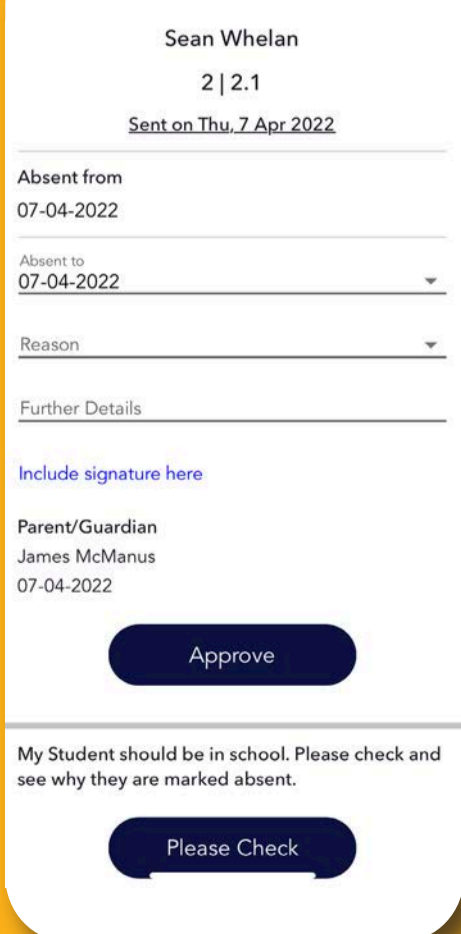 Sean Whelan
2 | 2.1
Sent on Thu, 7 Apr 2022
Absent from
07-04-2022
Absent to
07-04-2022
Reason
Further Details
Include signature here
Parent/Guardian
James McManus
07-04-2022
Approve
My Student should be in school. Please check and
see why they are marked absent.
Please Check